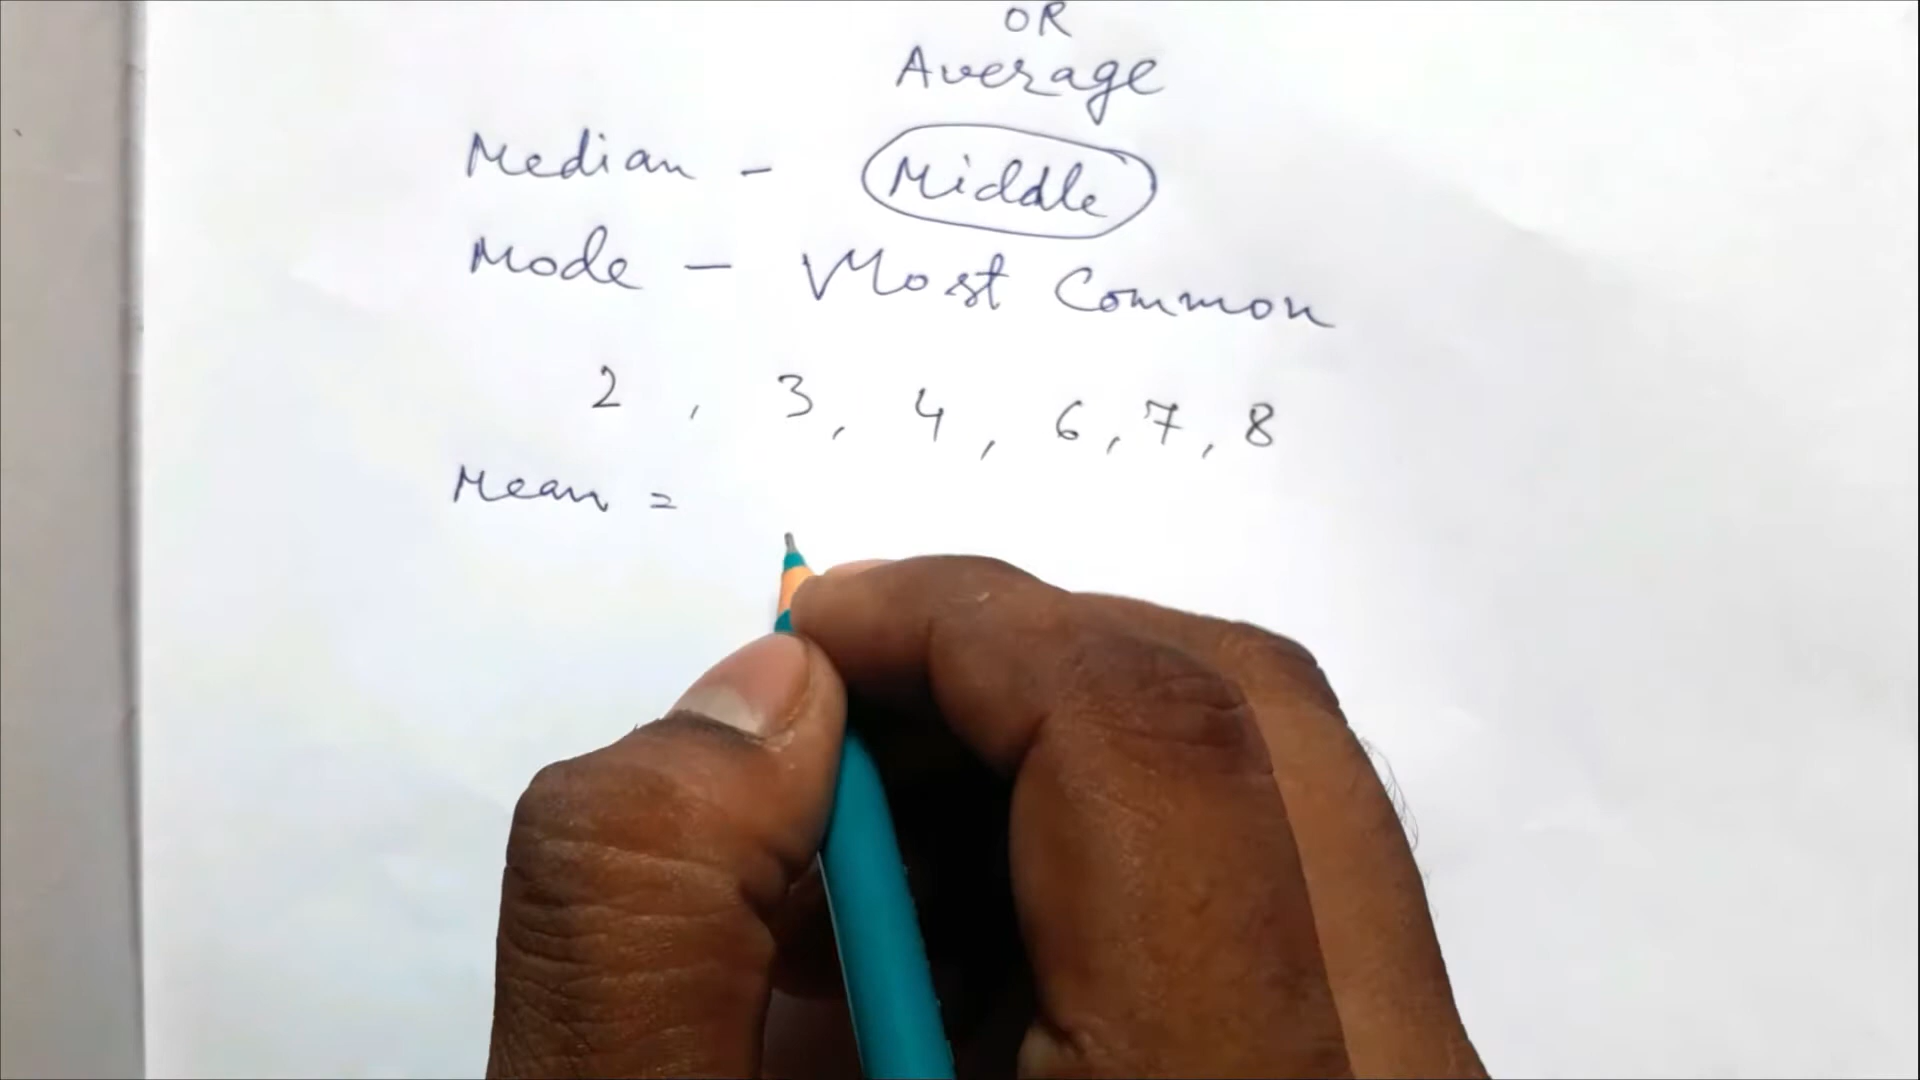 OR
Average
Median - Middle
Mode - Most Common
2 , 3 , 4 , 6 , 7 , 8
Mean =